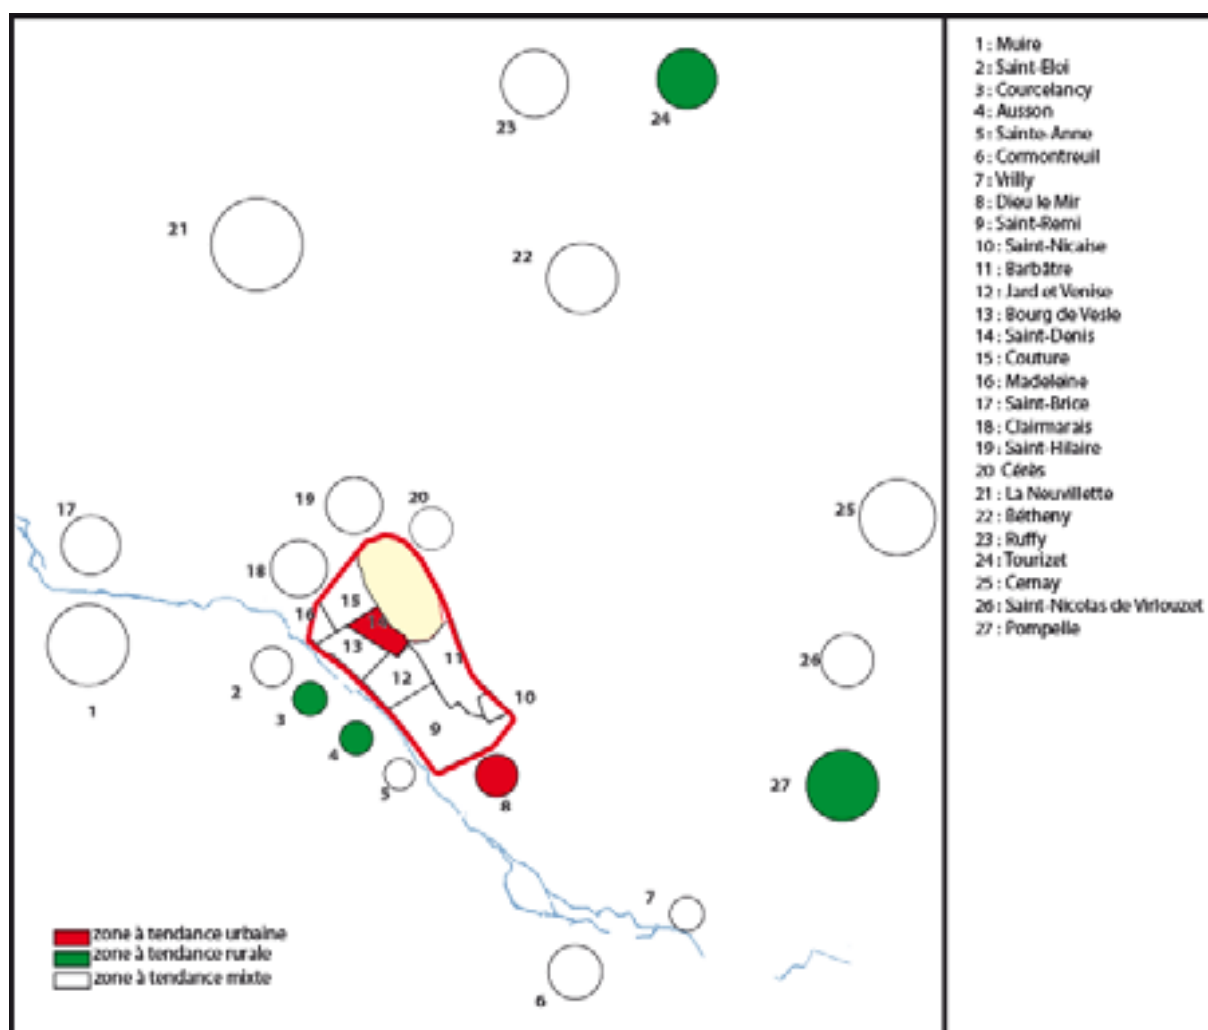 23
24
21
22
19
20
17
25
18
15
16
14
13
11
12
26
2
10
1
3
9
4
27
5
8
7
6
zone à tendance urbaine
zone à tendance rurale
zone à tendance mixte
1 : Muire
2 : Saint-Eloi
3 : Courcelancy
4 : Ausson
5 : Sainte-Anne
6 : Cormontreuil
7 : Vrilly
8 : Dieu le Mir
9 : Saint-Remi
10 : Saint-Nicaise
11 : Barbâtre
12 : Jard et Venise
13 : Bourg de Vesle
14 : Saint-Denis
15 : Couture
16 : Madeleine
17 : Saint-Brice
18 : Clairmarais
19 : Saint-Hilaire
20 Cérès
21 : La Neuvillette
22 : Bétheny
23 : Ruffy
24 : Tourizet
25 : Cernay
26 : Saint-Nicolas de Virlouzet
27 : Pompelle